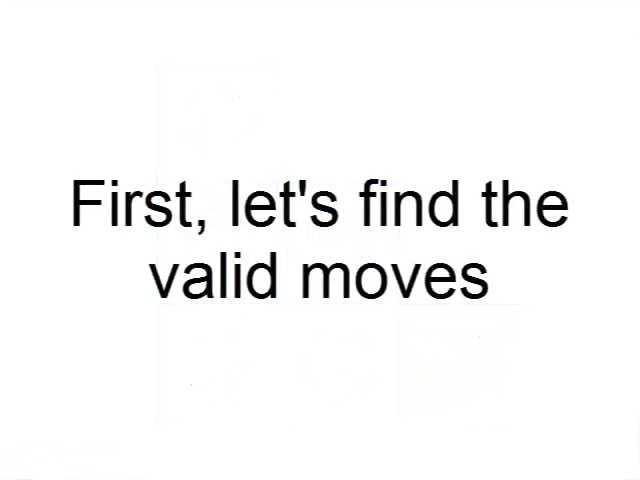 First, let's find the
valid moves